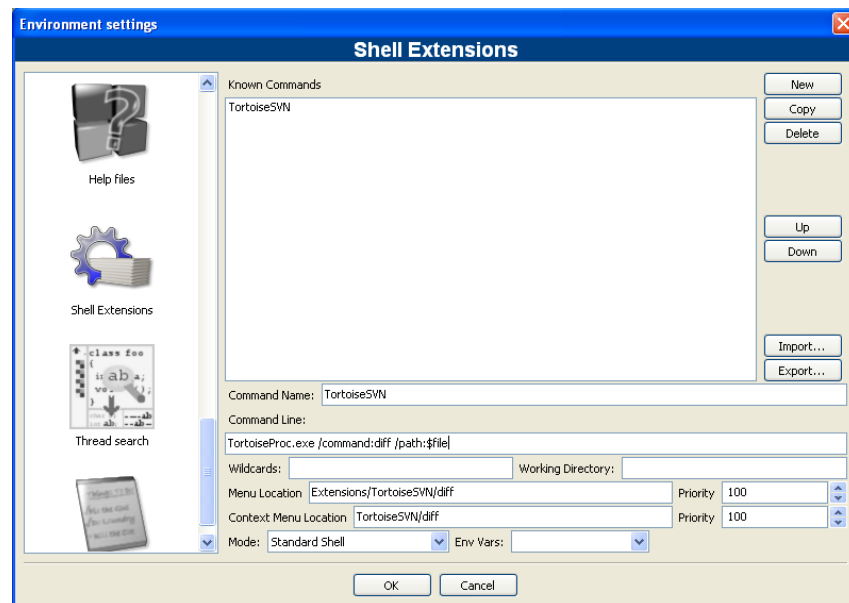 Environment settings
Shell Extensions
Help files
Shell Extensions
class foo
ab
Thread search
Known Commands
TortoiseSVN
New
Copy
Delete
Up
Down
Import...
Export...
Command Name: TortoiseSVN
Command Line:
TortoiseProc.exe /command:diff /path:$file
Wildcards: Working Directory:
Menu Location Extensions/TortoiseSVN/diff Priority 100
Context Menu Location TortoiseSVN/diff Priority 100
Mode: Standard Shell Env Vars:
OK Cancel